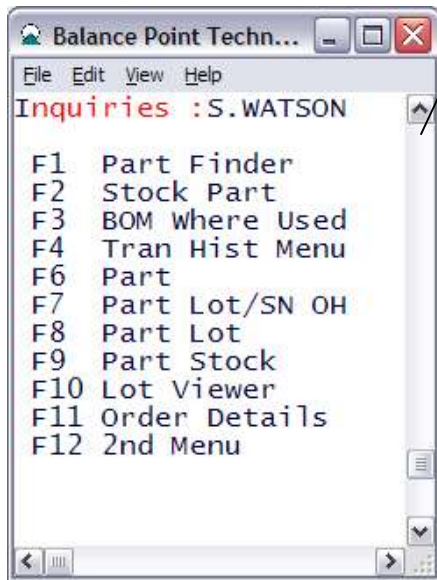 Balance Point Techn...
File Edit View Help
Inquiries :S.WATSON
F1 Part Finder
F2 Stock Part
F3 BOM Where Used
F4 Tran Hist Menu
F6 Part
F7 Part Lot/SN OH
F8 Part Lot
F9 Part Stock
F10 Lot Viewer
F11 Order Details
F12 2nd Menu